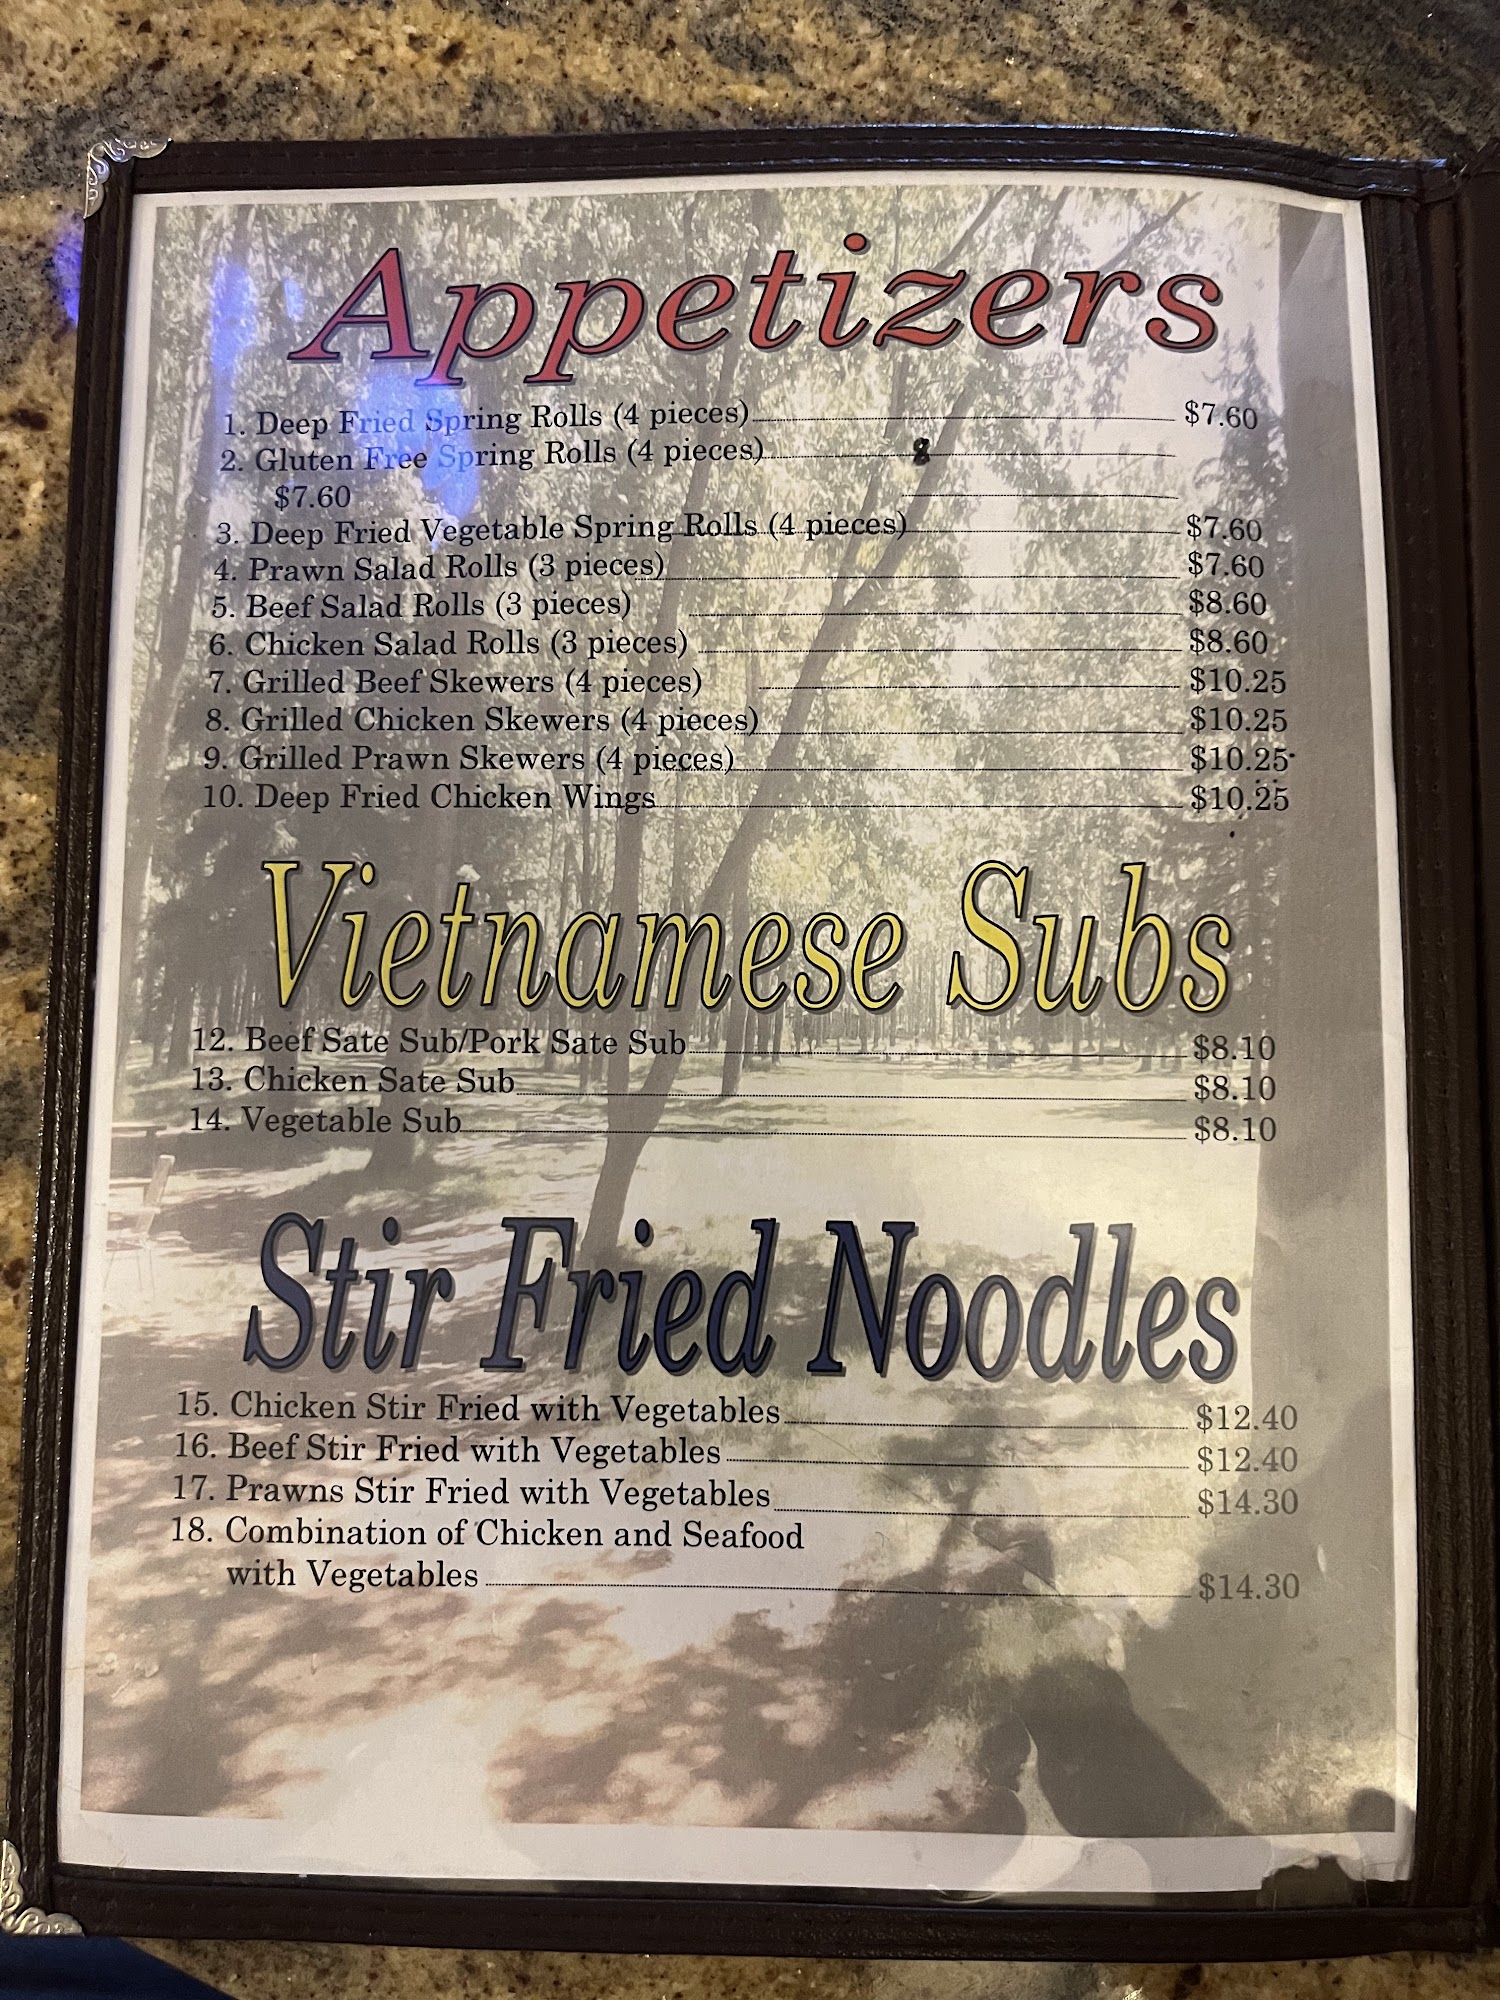 Appetizers
1. Deep Fried Spring Rolls (4 pieces) $7.60
2. Gluten Free Spring Rolls (4 pieces) 8
$7.60
3. Deep Fried Vegetable Spring Rolls (4 pieces) $7.60
4. Prawn Salad Rolls (3 pieces) $7.60
5. Beef Salad Rolls (3 pieces) $8.60
6. Chicken Salad Rolls (3 pieces) $8.60
7. Grilled Beef Skewers (4 pieces) $10.25
8. Grilled Chicken Skewers (4 pieces) $10.25
9. Grilled Prawn Skewers (4 pieces) $10.25
10. Deep Fried Chicken Wings $10.25
Vietnamese Subs
12. Beef Sate Sub/Pork Sate Sub $8.10
13. Chicken Sate Sub $8.10
14. Vegetable Sub $8.10
Stir Fried Noodles
15. Chicken Stir Fried with Vegetables $12.40
16. Beef Stir Fried with Vegetables $12.40
17. Prawns Stir Fried with Vegetables $14.30
18. Combination of Chicken and Seafood
with Vegetables $14.30